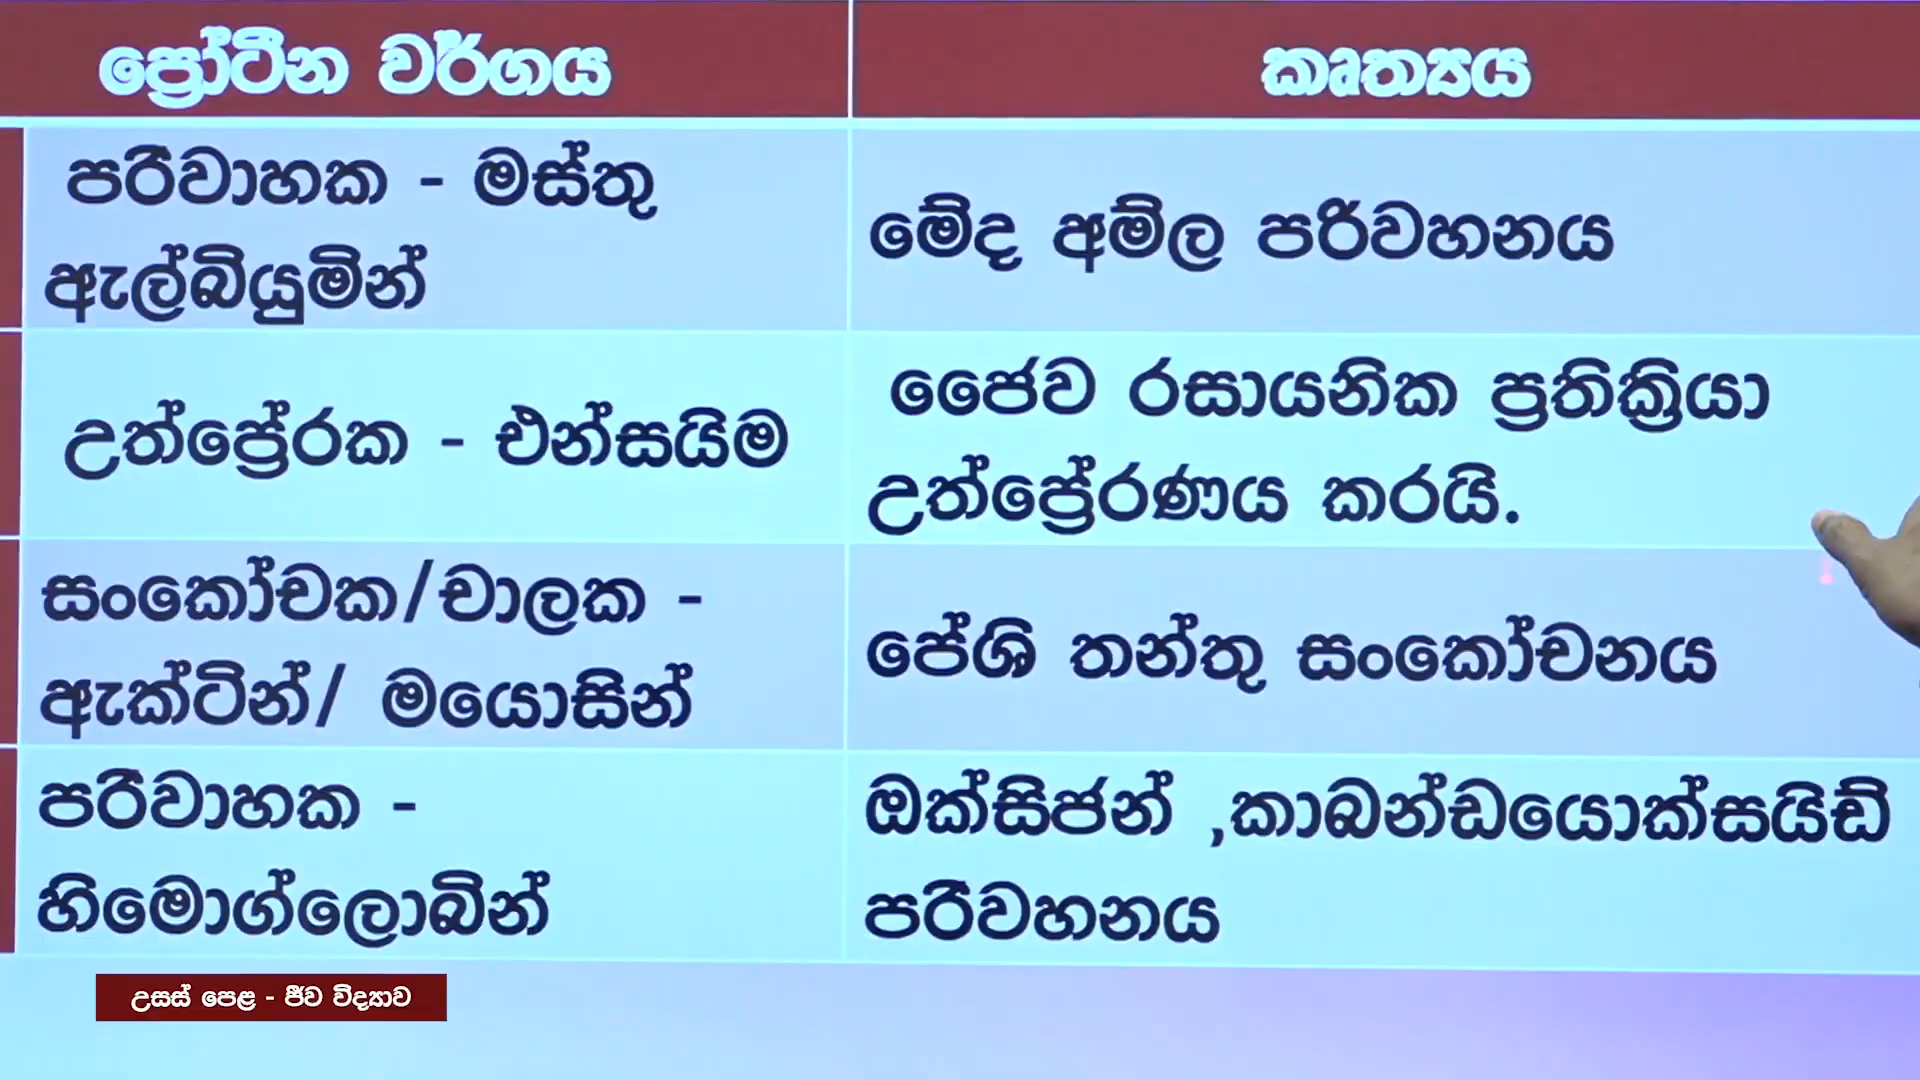 ප්‍රෝටීන වර්ගය
කෘත්‍යය
පරිවාහක - මස්තු
ඇල්බියුමින්
මේද අම්ල පරිවහනය
උත්ප්‍රේරක - එන්සයිම
ජෛව රසායනික ප්‍රතික්‍රියා
උත්ප්‍රේරණය කරයි.
සංකෝචක/චාලක -
ඇක්ටින්/ මයොසින්
පේශි තන්තු සංකෝචනය
පරිවාහක -
හිමොග්ලොබින්
ඔක්සිජන් ,කාබන්ඩයොක්සයිඩ්
පරිවහනය
උසස් පෙළ - ජීව විද්‍යාව